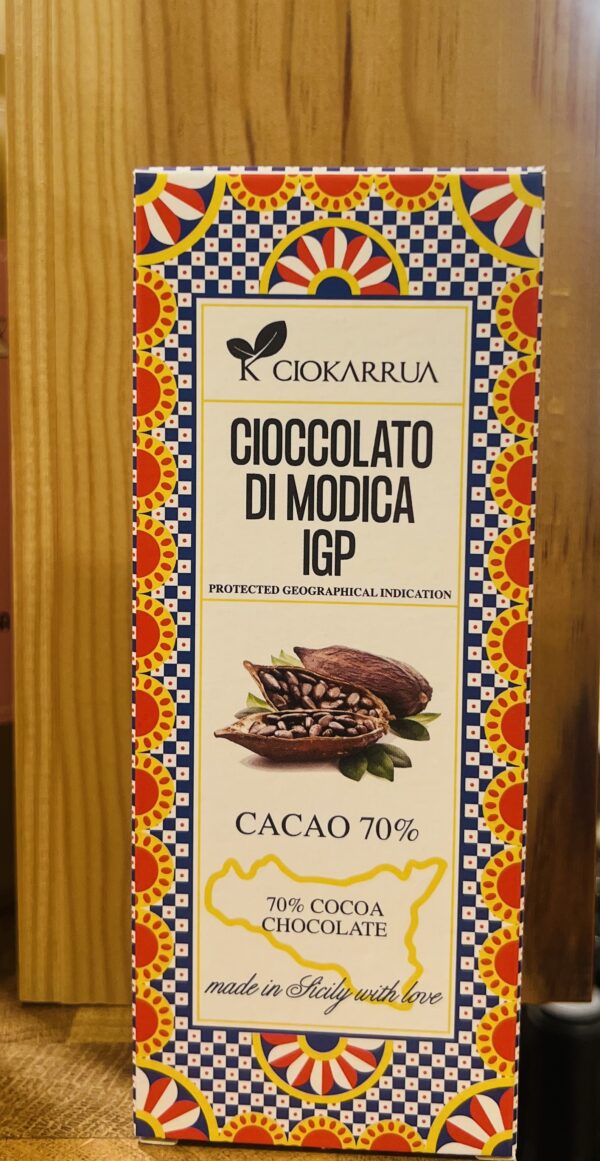 K CIOKARRUA
CIOCCOLATO
DI MODICA
IGP
PROTECTED GEOGRAPHICAL INDICATION
CACAO 70%
70% COCOA
CHOCOLATE
made in Sicily with love